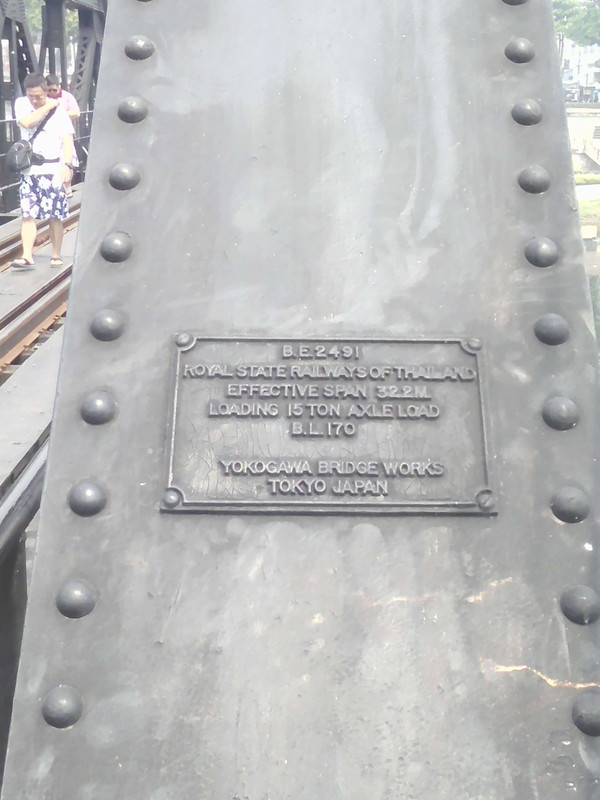 B.E.2491
ROYAL STATE RAILWAYS OF THAILAND
EFFECTIVE SPAN 32.2 M.
LOADING 15 TON AXLE LOAD
B.L.170
YOKOGAWA BRIDGE WORKS
TOKYO JAPAN